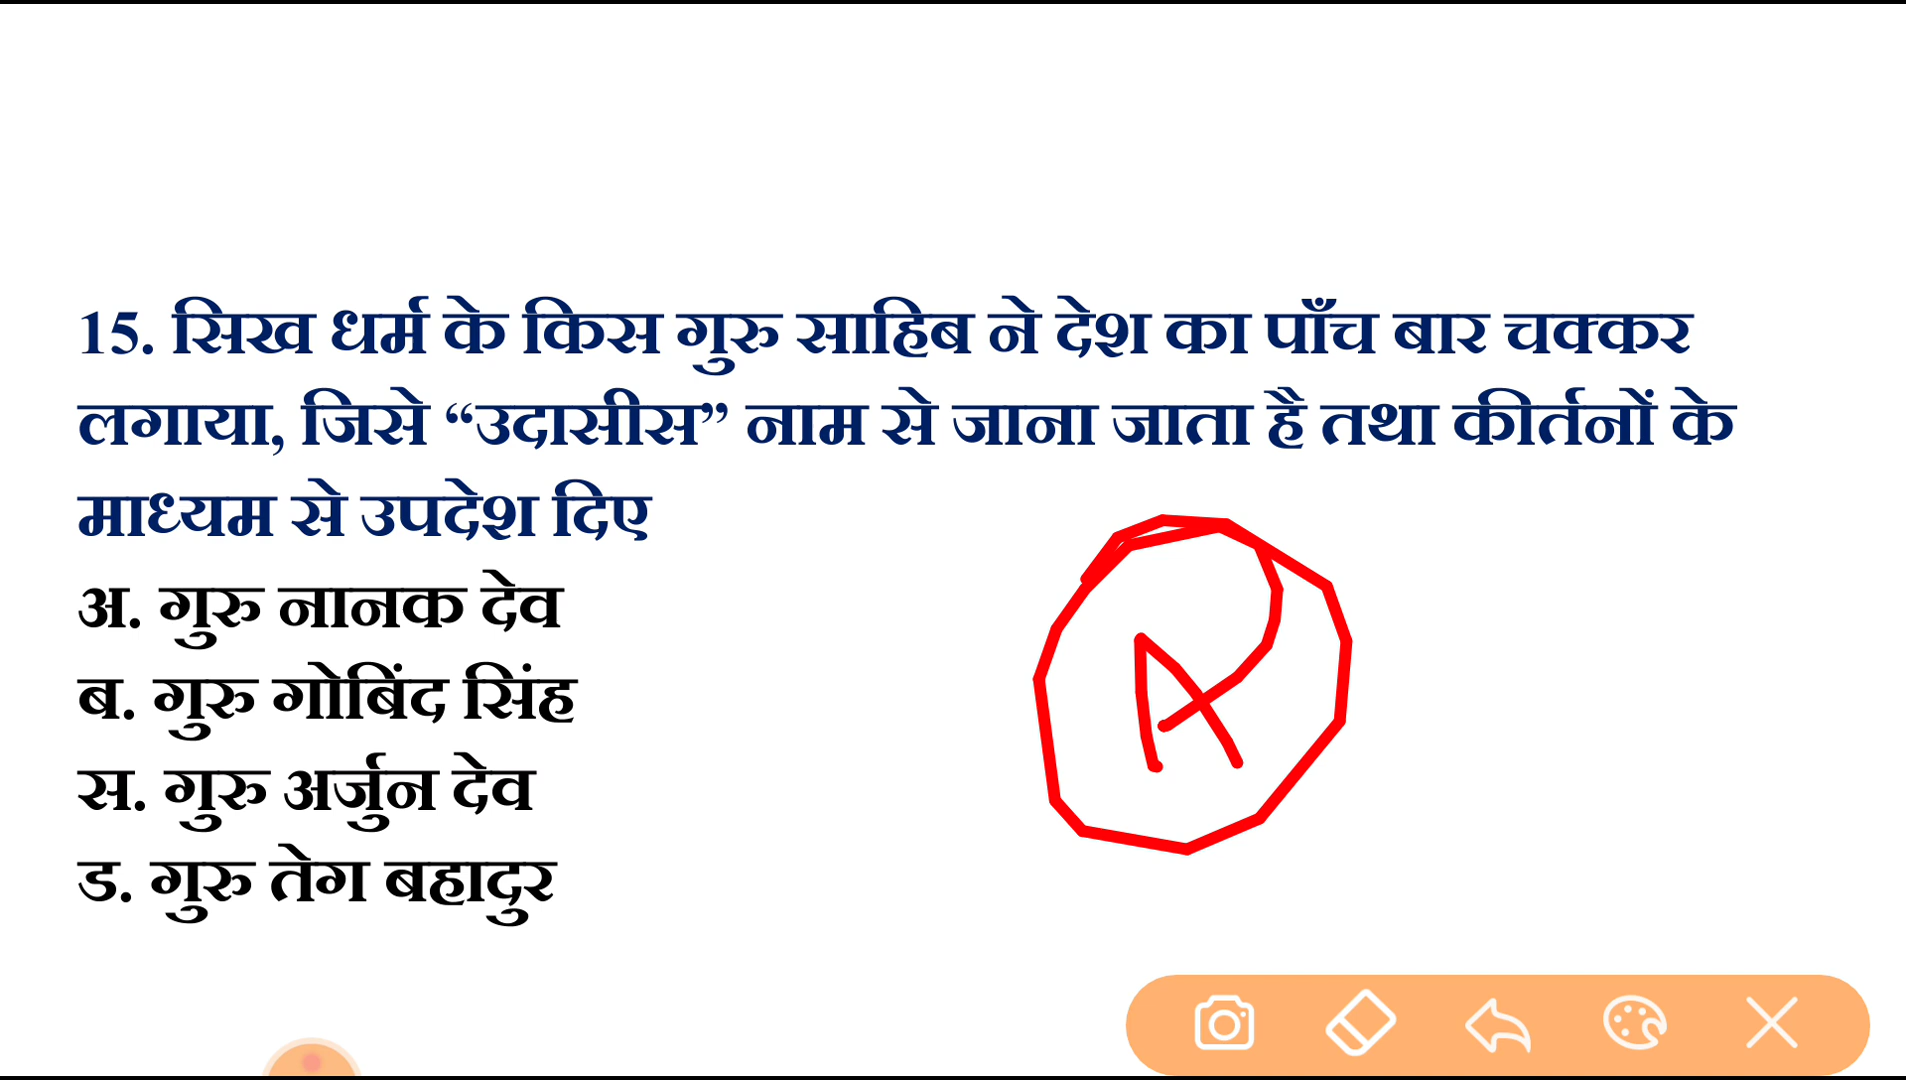 15. सिख धर्म के किस गुरु साहिब ने देश का पाँच बार चक्कर
लगाया, जिसे “उदासीस” नाम से जाना जाता है तथा कीर्तनों के
माध्यम से उपदेश दिए
अ. गुरु नानक देव
ब. गुरु गोबिंद सिंह
स. गुरु अर्जुन देव
ड. गुरु तेग बहादुर
A